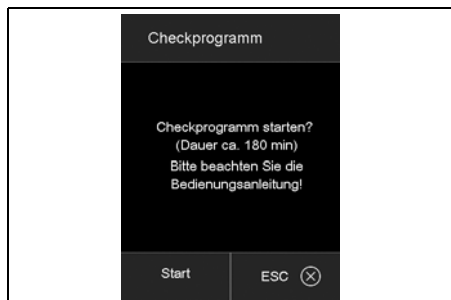 Checkprogramm
Checkprogramm starten?
(Dauer ca. 180 min)
Bitte beachten Sie die
Bedienungsanleitung!
Start
ESC